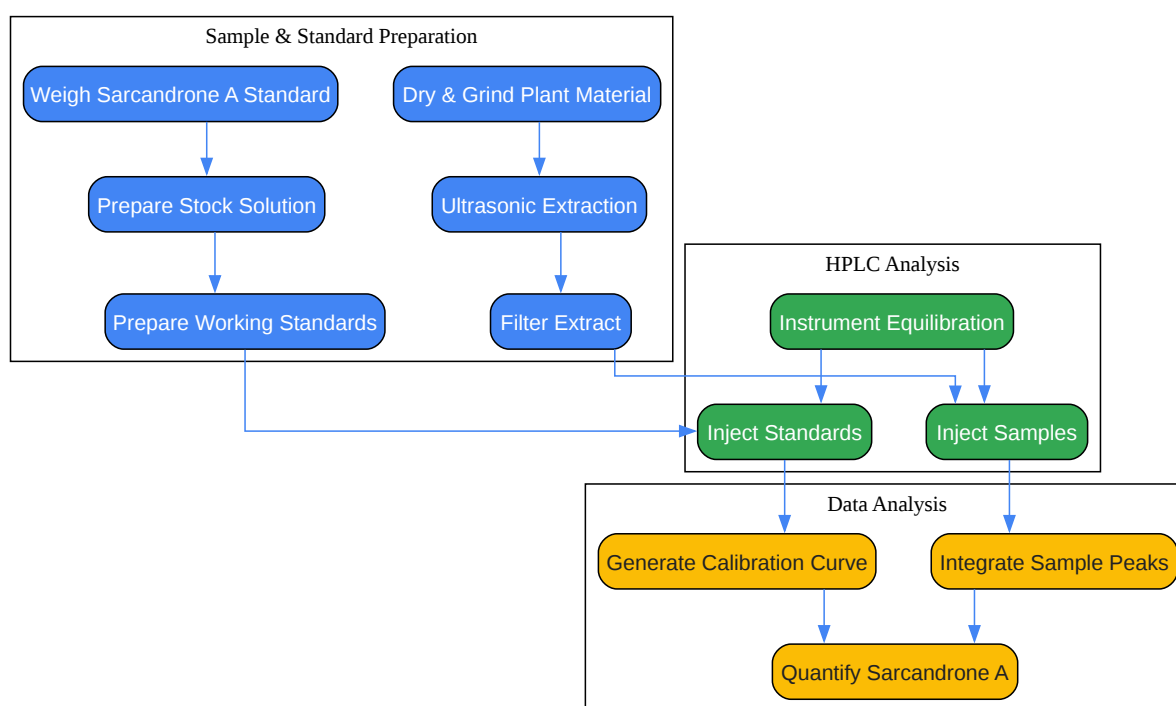 Sample & Standard Preparation
Weigh Sarcandrone A Standard
Dry & Grind Plant Material
Prepare Stock Solution
Ultrasonic Extraction
HPLC Analysis
Prepare Working Standards
Filter Extract
Instrument Equilibration
Inject Standards
Inject Samples
Data Analysis
Generate Calibration Curve
Integrate Sample Peaks
Quantify Sarcandrone A